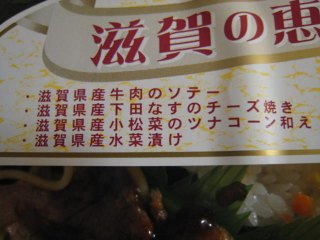 滋賀の恵
・滋賀県産牛肉のソテー
・滋賀県産下田なすのチーズ焼き
・滋賀県産小松菜のツナコーン和え
・滋賀県産水菜漬け